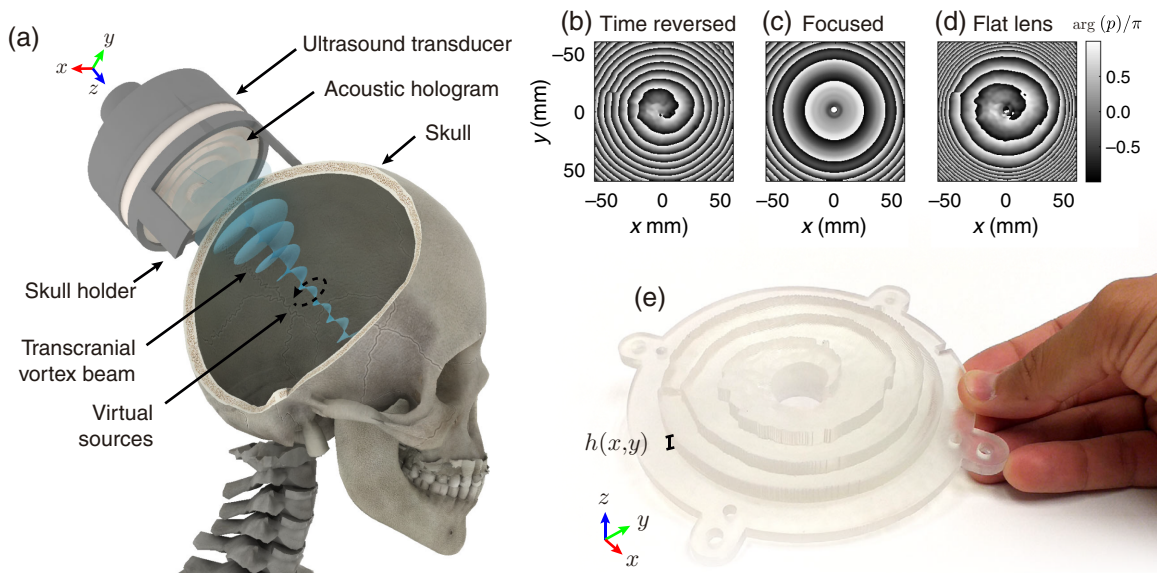 (a)
y
x
z
Ultrasound transducer
Acoustic hologram
Skull
Skull holder
Transcranial
vortex beam
Virtual
sources
(b) Time reversed
(c) Focused
(d) Flat lens
arg (p)/π
−50
0
50
y (mm)
−50 0 50
x mm)
−50 0 50
x (mm)
−50 0 50
x (mm)
0.5
0.0
−0.5
(e)
h(x,y)
z
y
x